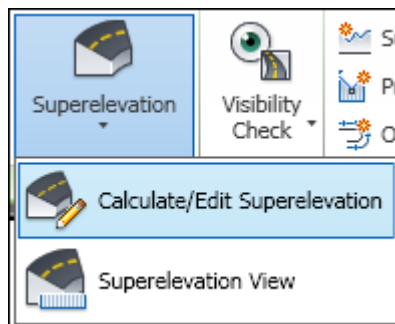 Superelevation
Visibility
Check
Calculate/Edit Superelevation
Superelevation View